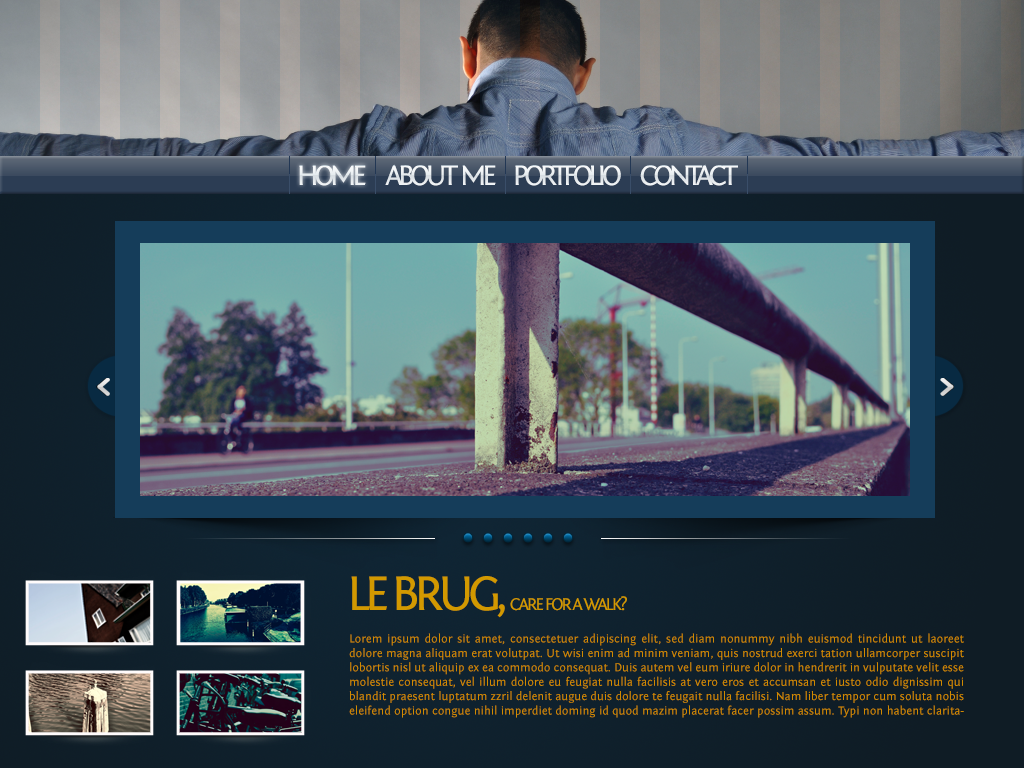 HOME ABOUT ME PORTFOLIO CONTACT
LE BRUG, CARE FOR A WALK?
Lorem ipsum dolor sit amet, consectetuer adipiscing elit, sed diam nonummy nibh euismod tincidunt ut laoreet
dolore magna aliquam erat volutpat. Ut wisi enim ad minim veniam, quis nostrud exerci tation ullamcorper suscipit
lobortis nisl ut aliquip ex ea commodo consequat. Duis autem vel eum iriure dolor in hendrerit in vulputate velit esse
molestie consequat, vel illum dolore eu feugiat nulla facilisis at vero eros et accumsan et iusto odio dignissim qui
blandit praesent luptatum zzril delenit augue duis dolore te feugait nulla facilisi. Nam liber tempor cum soluta nobis
eleifend option congue nihil imperdiet doming id quod mazim placerat facer possim assum. Typi non habent clarita-